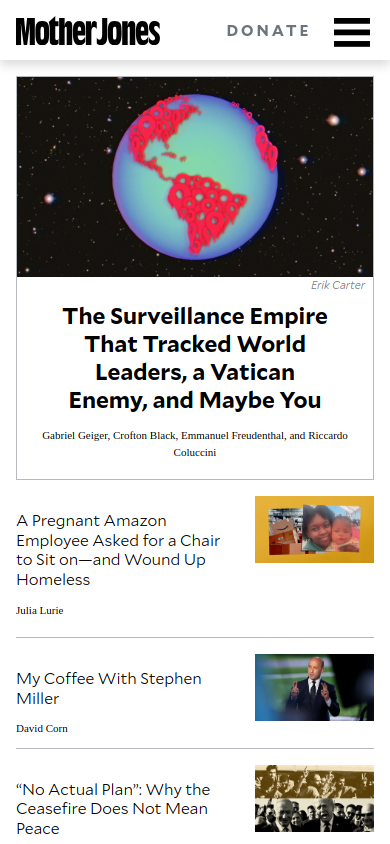 Mother Jones
DONATE
Erik Carter
The Surveillance Empire
That Tracked World
Leaders, a Vatican
Enemy, and Maybe You
Gabriel Geiger, Crofton Black, Emmanuel Freudenthal, and Riccardo
Coluccini
A Pregnant Amazon
Employee Asked for a Chair
to Sit on—and Wound Up
Homeless
Julia Lurie
My Coffee With Stephen
Miller
David Corn
“No Actual Plan”: Why the
Ceasefire Does Not Mean
Peace